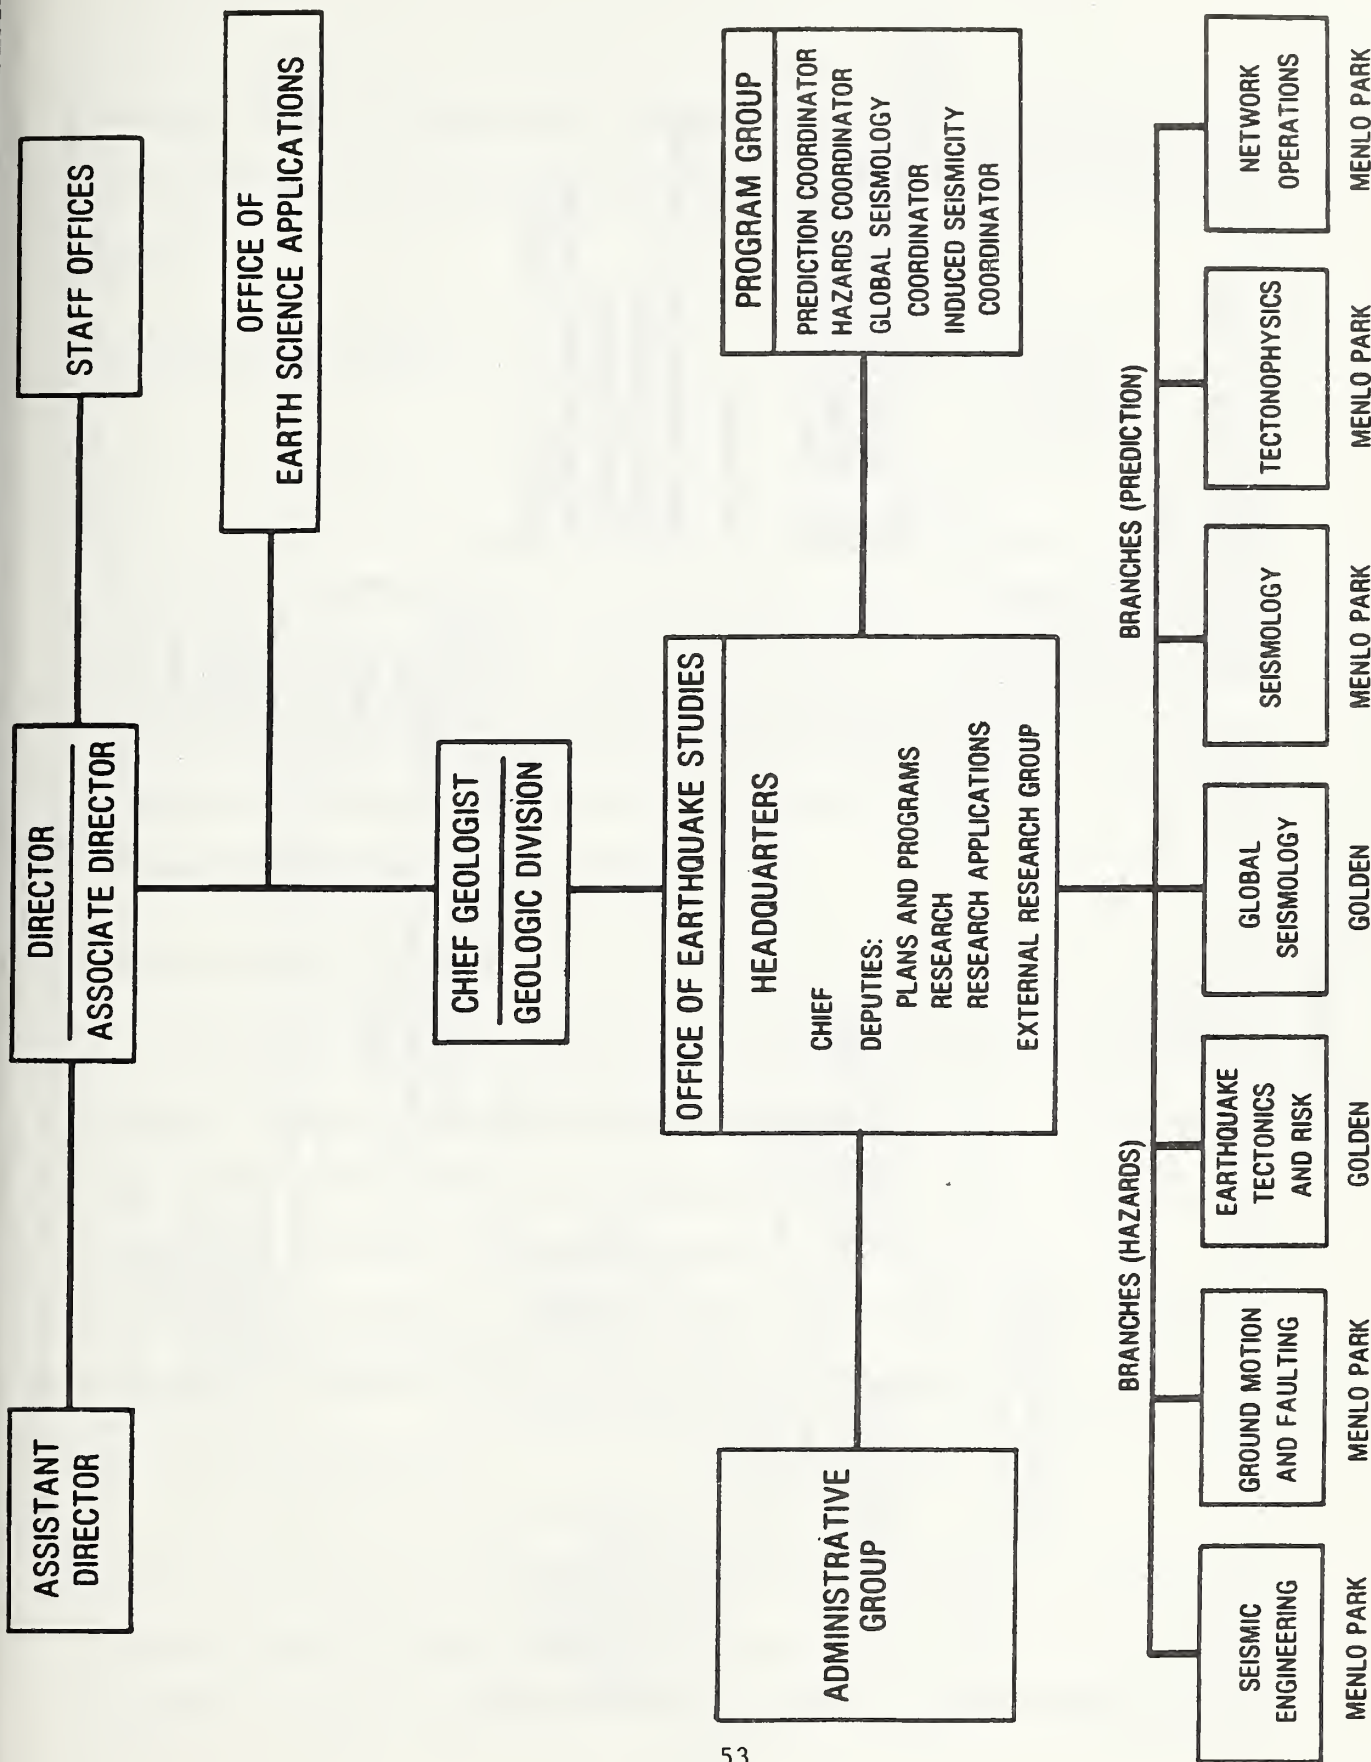 ASSISTANT
DIRECTOR
DIRECTOR
ASSOCIATE DIRECTOR
STAFF OFFICES
OFFICE OF
EARTH SCIENCE APPLICATIONS
CHIEF GEOLOGIST
GEOLOGIC DIVISION
ADMINISTRATIVE
GROUP
OFFICE OF EARTHQUAKE STUDIES
HEADQUARTERS
CHIEF
DEPUTIES:
PLANS AND PROGRAMS
RESEARCH
RESEARCH APPLICATIONS
EXTERNAL RESEARCH GROUP
PROGRAM GROUP
PREDICTION COORDINATOR
HAZARDS COORDINATOR
GLOBAL SEISMOLOGY
COORDINATOR
INDUCED SEISMICITY
COORDINATOR
BRANCHES (HAZARDS)
BRANCHES (PREDICTION)
SEISMIC
ENGINEERING
MENLO PARK
GROUND MOTION
AND FAULTING
MENLO PARK
EARTHQUAKE
TECTONICS
AND RISK
GOLDEN
GLOBAL
SEISMOLOGY
GOLDEN
SEISMOLOGY
MENLO PARK
TECTONOPHYSICS
MENLO PARK
NETWORK
OPERATIONS
MENLO PARK
53